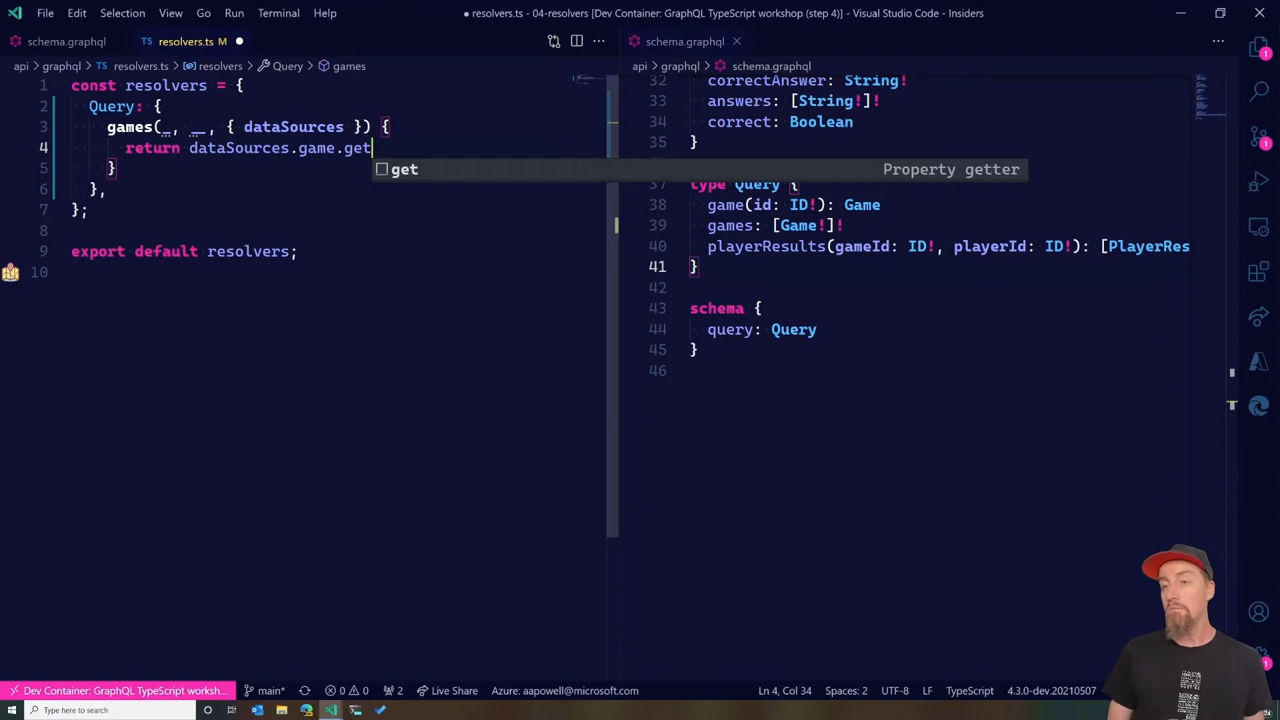 File Edit Selection View Go Run Terminal Help
● resolvers.ts - 04-resolvers [Dev Container: GraphQL TypeScript workshop (step 4)] - Visual Studio Code - Insiders
schema.graphql
TS resolvers.ts M ●
schema.graphql
api > graphql > TS resolvers.ts > resolvers > Query > games
api > graphql > schema.graphql
1 const resolvers = {
2 Query: {
3 games(_, __, { dataSources }) {
4 return dataSources.game.get
5 }
6 },
7 };
8
9 export default resolvers;
10
get Property getter
32 correctAnswer: String!
33 answers: [String!]!
34 correct: Boolean
35 }
37 type Query {
38 game(id: ID!): Game
39 games: [Game!]!
40 playerResults(gameId: ID!, playerId: ID!): [PlayerRes
41 }
42
43 schema {
44 query: Query
45 }
46
1
1
1
Dev Container: GraphQL TypeScript worksh... main* 0 0 2 Live Share Azure: aapowell@microsoft.com
Ln 4, Col 34 Spaces: 2 UTF-8 LF TypeScript 4.3.0-dev.20210507
Type here to search
24